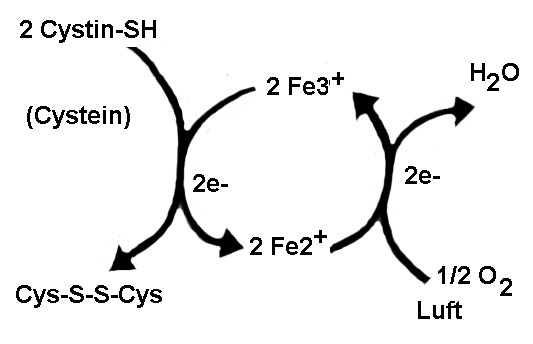 2 Cystin-SH
(Cystein)
2 Fe3+
H2O
2e-
2e-
2 Fe2+
Cys-S-S-Cys
1/2 O2
Luft